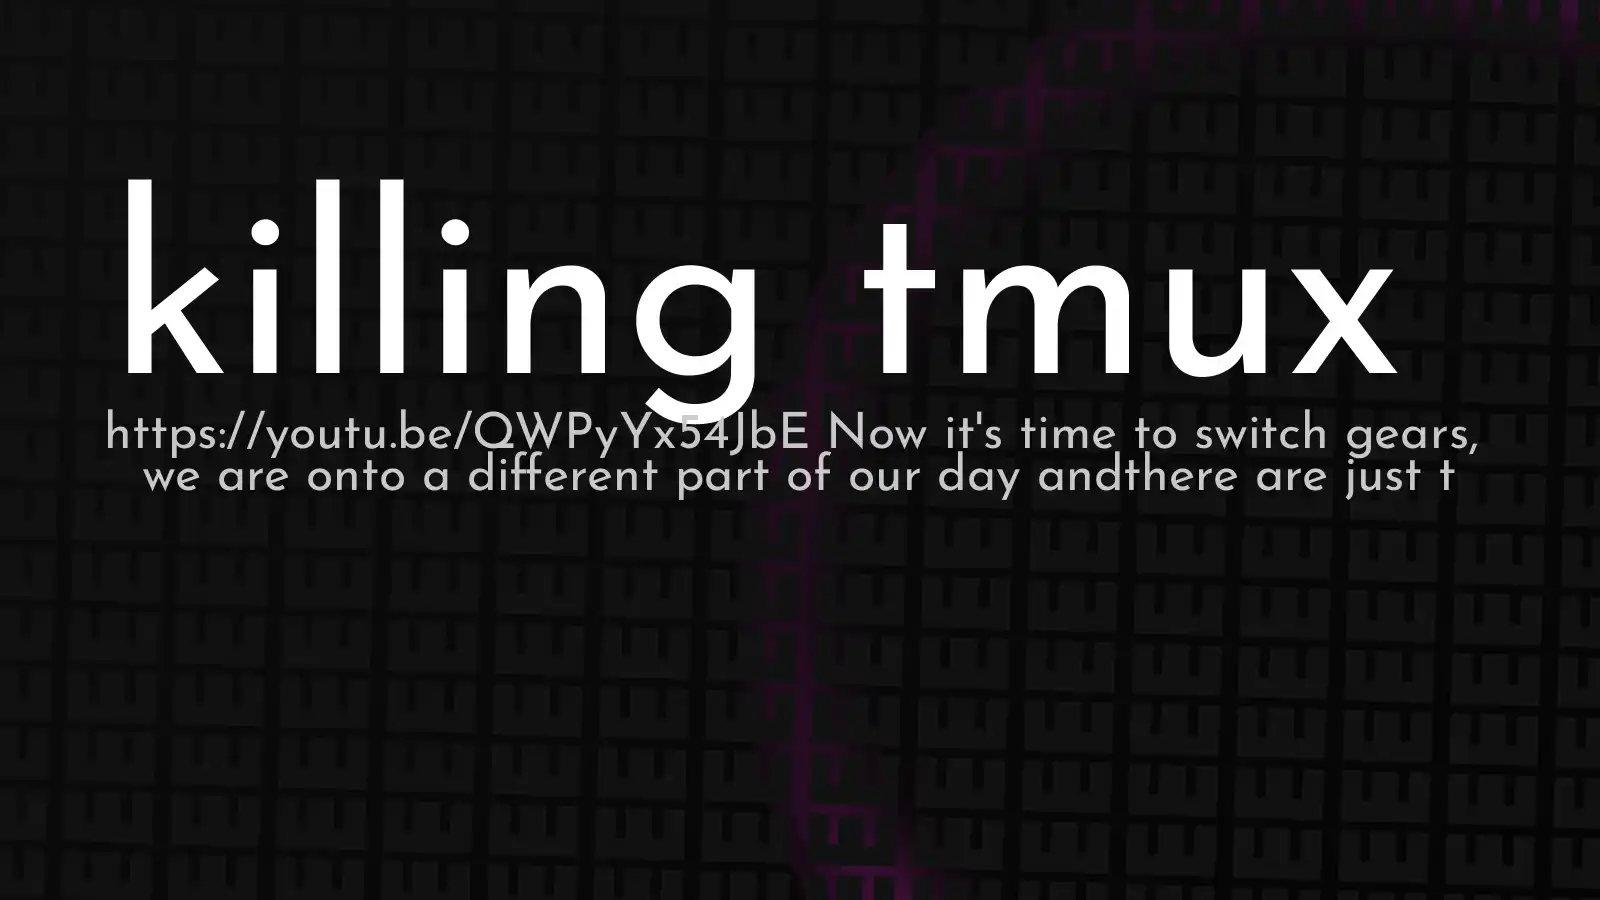 killing tmux
https://youtu.be/QWPyYx54JbE Now it's time to switch gears,
we are onto a different part of our day andthere are just t